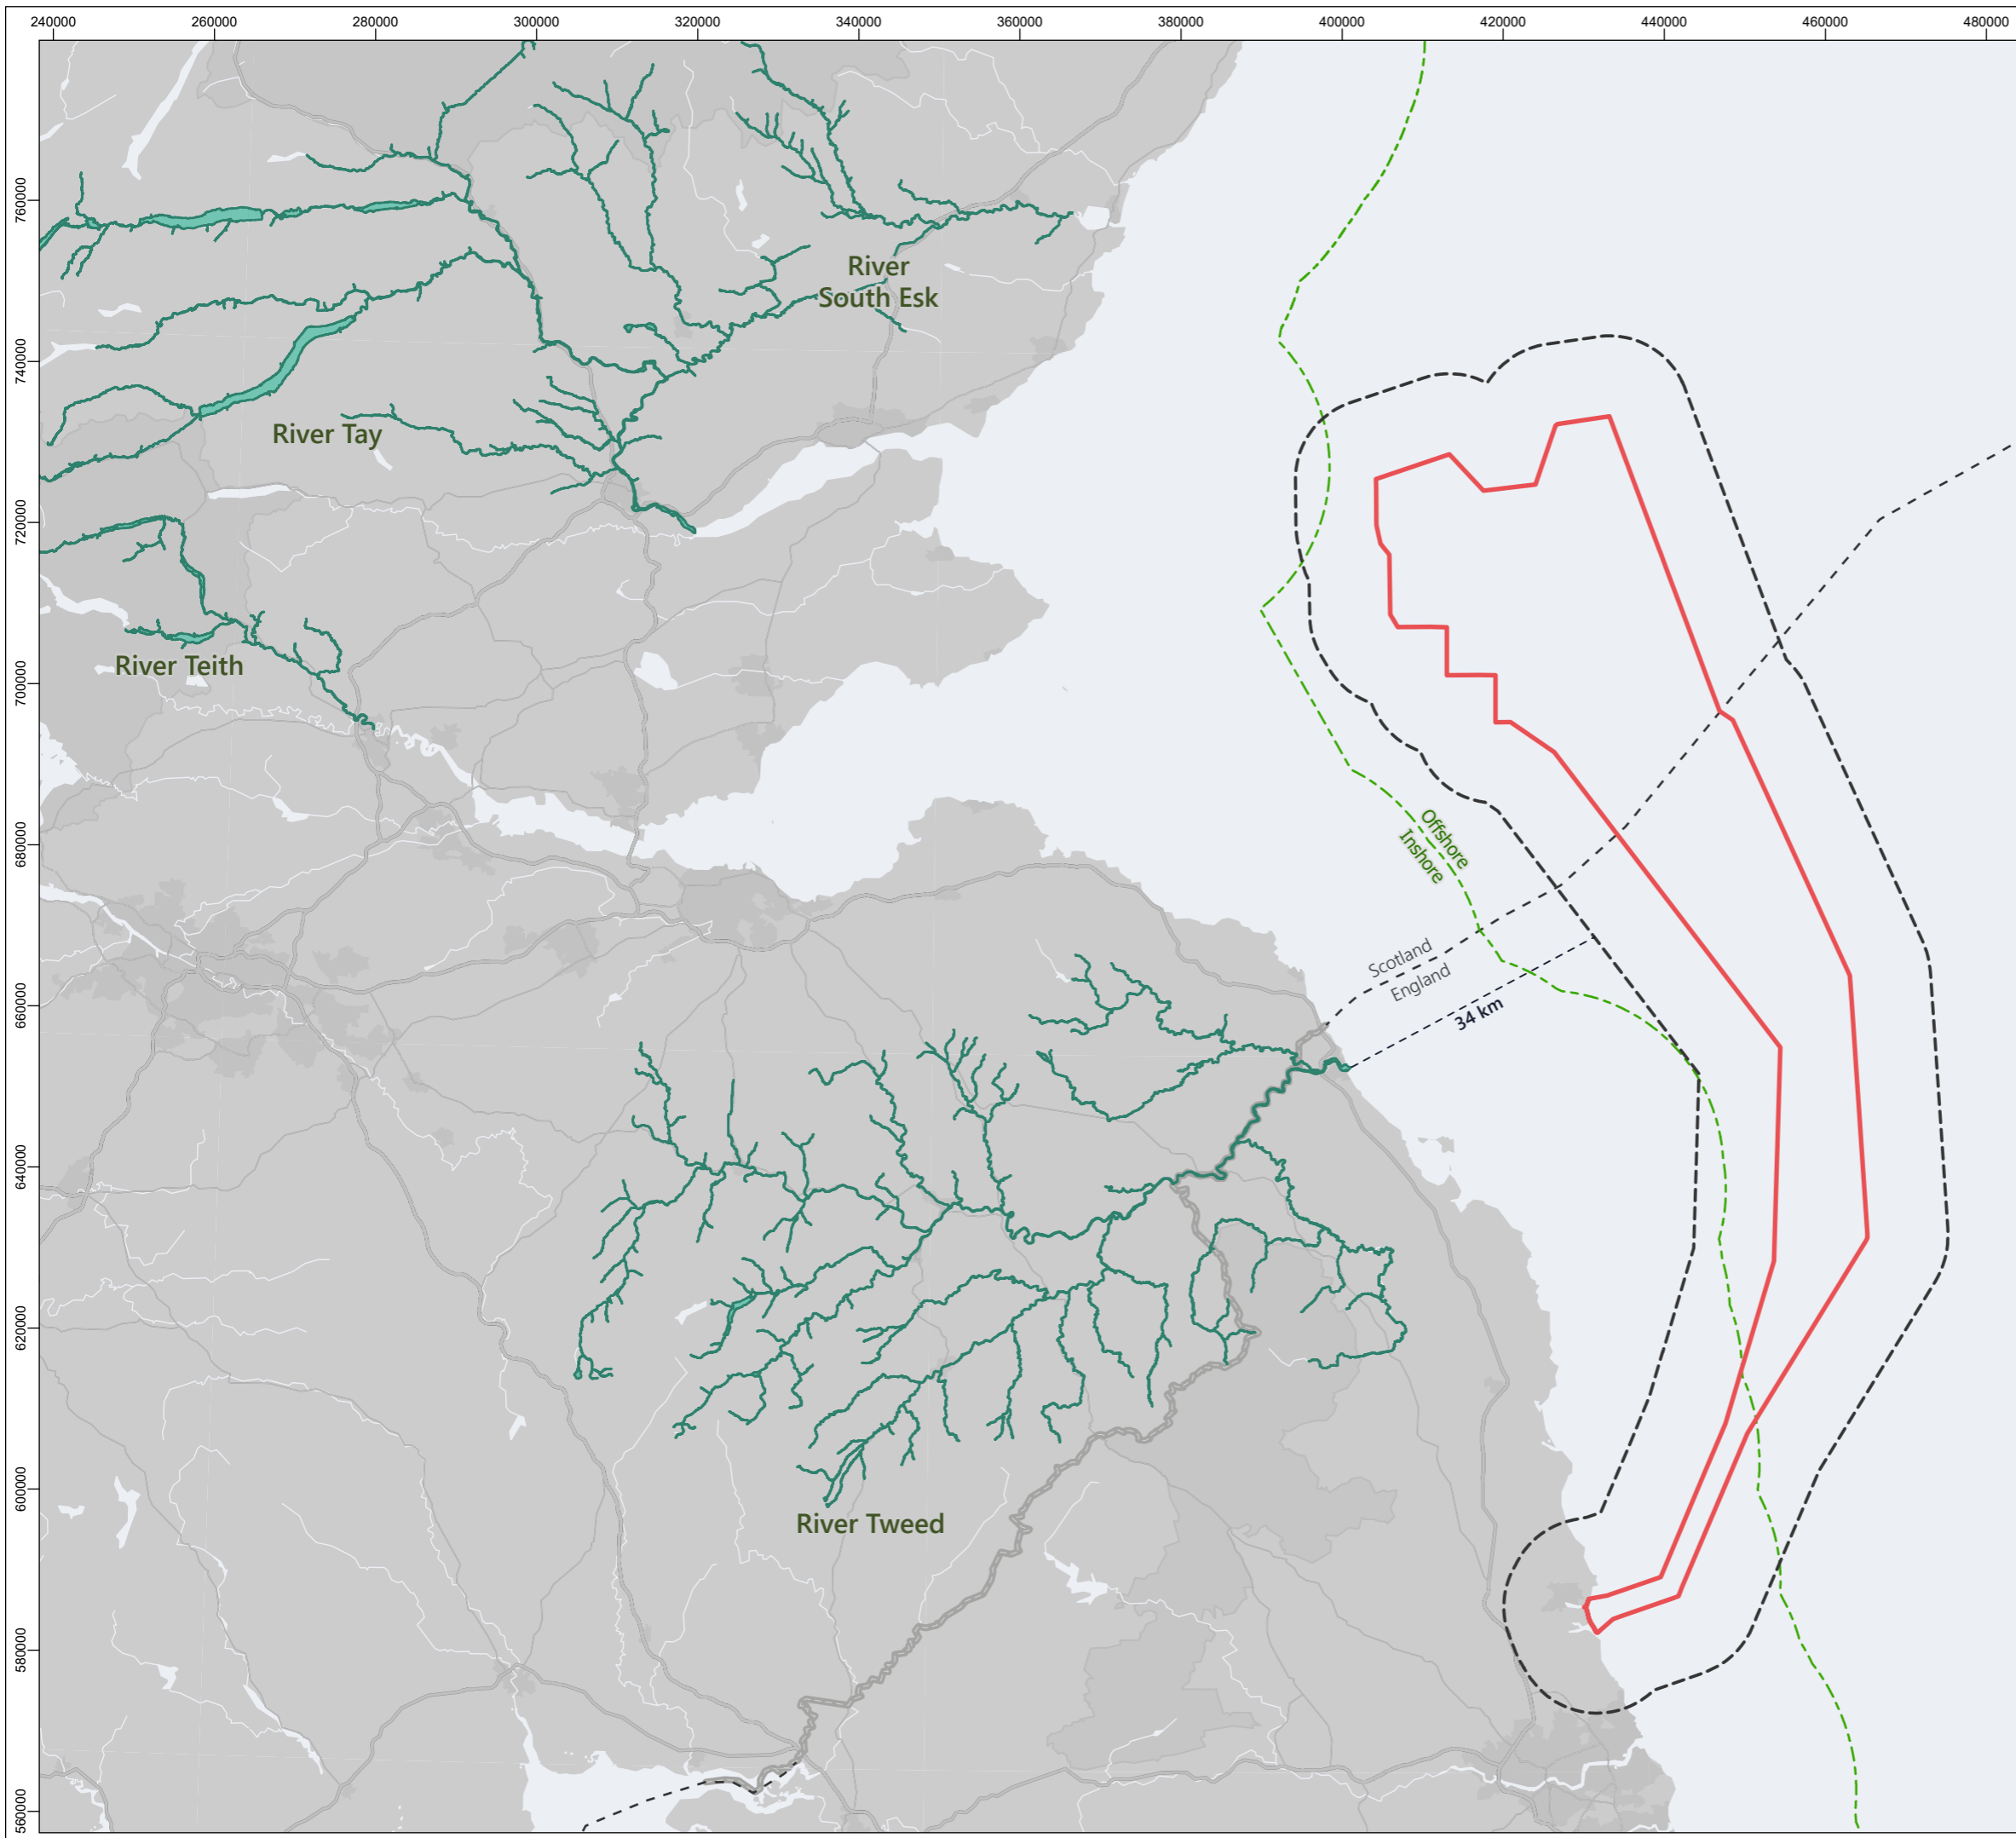 240000 260000 280000 300000 320000 340000 360000 380000 400000 420000 440000 460000 480000
760000
740000
720000
700000
680000
660000
640000
620000
600000
580000
560000
River
South Esk
River Tay
River Teith
Offshore
Inshore
Scotland
England
34 km
River Tweed